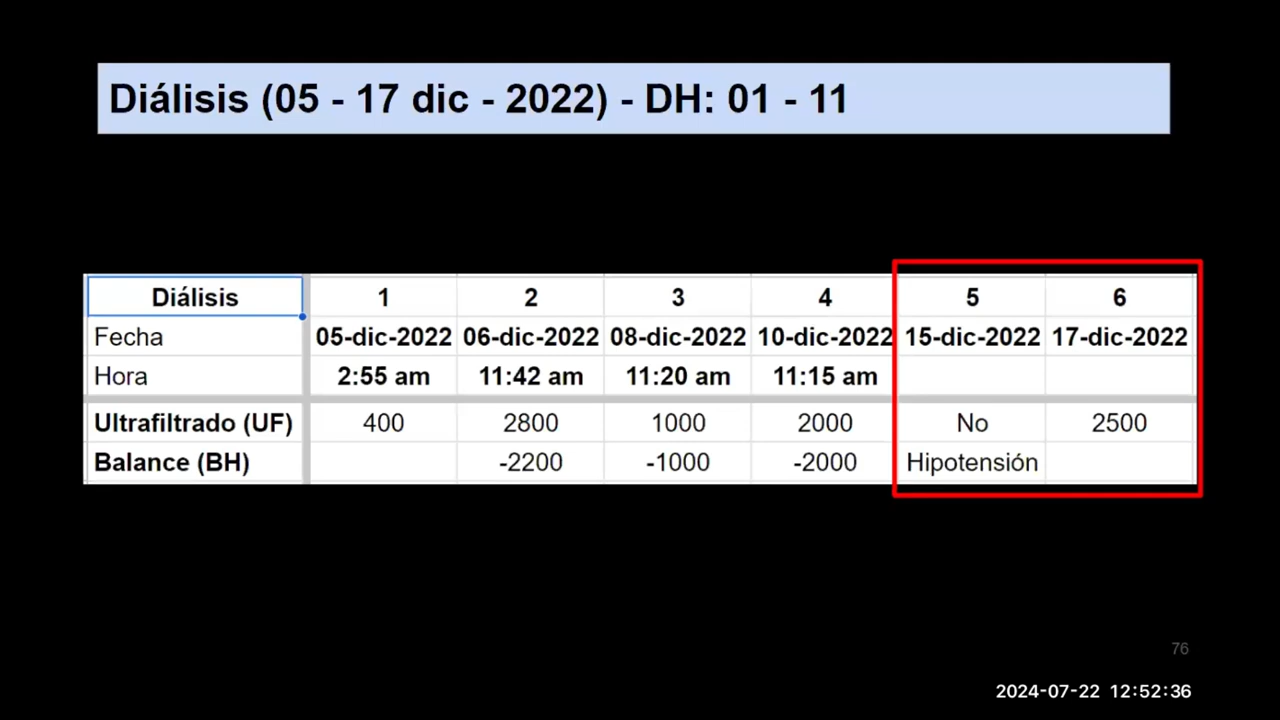 Diálisis (05 - 17 dic - 2022) - DH: 01 - 11
Diálisis 1 2 3 4 5 6
Fecha 05-dic-2022 06-dic-2022 08-dic-2022 10-dic-2022 15-dic-2022 17-dic-2022
Hora 2:55 am 11:42 am 11:20 am 11:15 am
Ultrafiltrado (UF) 400 2800 1000 2000 No 2500
Balance (BH) -2200 -1000 -2000 Hipotensión
76
2024-07-22 12:52:36